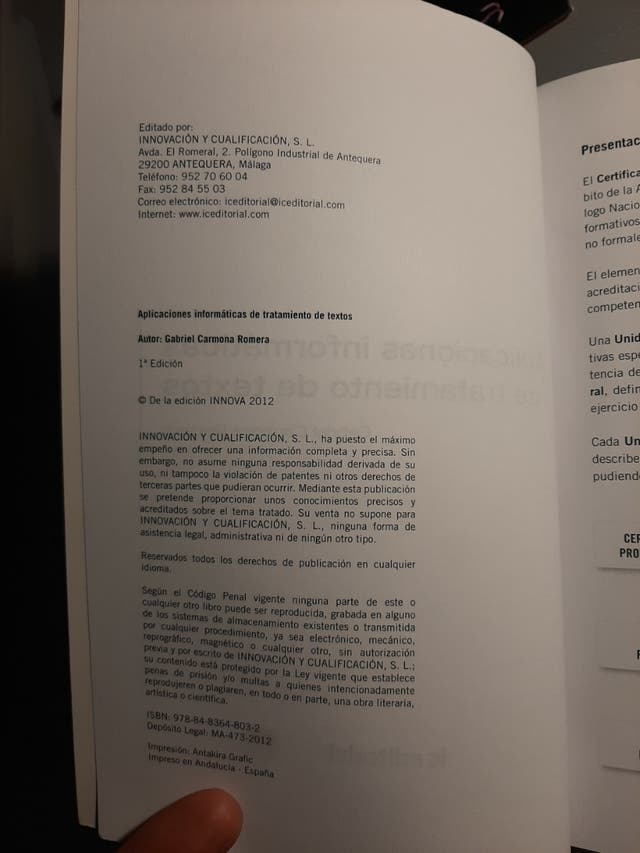 Editado por:
INNOVACIÓN Y CUALIFICACIÓN, S. L.
Avda. El Romeral, 2. Polígono Industrial de Antequera
29200 ANTEQUERA, Málaga
Teléfono: 952 70 60 04
Fax: 952 84 55 03
Correo electrónico: iceditorial@iceditorial.com
Internet: www.iceditorial.com
Aplicaciones informáticas de tratamiento de textos
Autor: Gabriel Carmona Romera
1ª Edición
© De la edición INNOVA 2012
INNOVACIÓN Y CUALIFICACIÓN, S. L., ha puesto el máximo
empeño en ofrecer una información completa y precisa. Sin
embargo, no asume ninguna responsabilidad derivada de su
uso, ni tampoco la violación de patentes ni otros derechos de
terceras partes que pudieran ocurrir. Mediante esta publicación
se pretende proporcionar unos conocimientos precisos y
acreditados sobre el tema tratado. Su venta no supone para
INNOVACIÓN Y CUALIFICACIÓN, S. L., ninguna forma de
asistencia legal, administrativa ni de ningún otro tipo.
Reservados todos los derechos de publicación en cualquier
idioma.
Según el Código Penal vigente ninguna parte de este o
cualquier otro libro puede ser reproducida, grabada en alguno
de los sistemas de almacenamiento existentes o transmitida
por cualquier procedimiento, ya sea electrónico, mecánico,
reprográfico, magnético o cualquier otro, sin autorización
previa y por escrito de INNOVACIÓN Y CUALIFICACIÓN, S. L.;
su contenido está protegido por la Ley vigente que establece
penas de prisión y/o multas a quienes intencionadamente
reprodujeren o plagiaren, en todo o en parte, una obra literaria,
artística o científica.
ISBN: 978-84-8364-803-2
Depósito Legal: MA-473-2012
Impresión: Antakira Grafic
Impreso en Andalucía - España
Presentac
El Certifica
bito de la A
logo Nacio
formativos
no formale
El elemen
acreditaci
competen
Una Unid
tivas espe
tencia de
ral, defin
ejercicio
Cada Un
describe
pudiend
CER
PRO